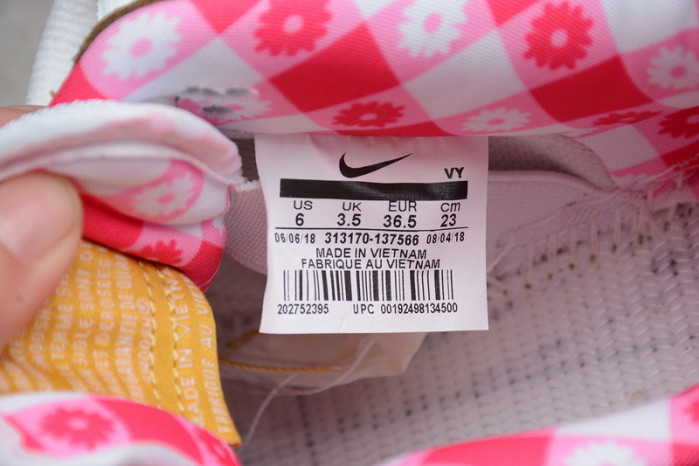 VY
US UK EUR Cm
6 3.5 36.5 23
06/06/18 313170-137566 08/04/18
MADE IN VIETNAM
FABRIQUE AU VIETNAM
202752395 UPC 00192498134500